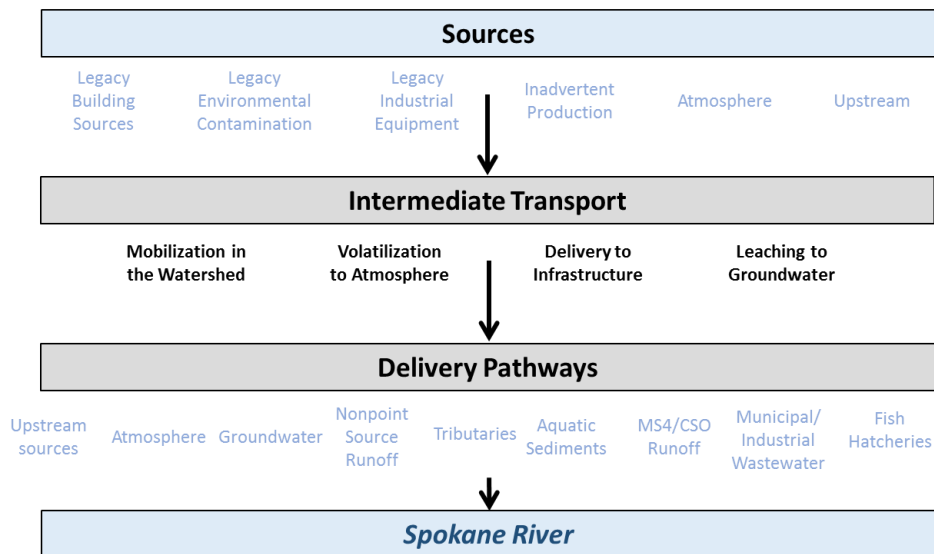 Sources
Legacy
Building
Sources
Legacy
Environmental
Contamination
Legacy
Industrial
Equipment
Inadvertent
Production
Atmosphere
Upstream
Intermediate Transport
Mobilization in
the Watershed
Volatilization
to Atmosphere
Delivery to
Infrastructure
Leaching to
Groundwater
Delivery Pathways
Upstream
sources
Atmosphere
Groundwater
Nonpoint
Source
Runoff
Tributaries
Aquatic
Sediments
MS4/CSO
Runoff
Municipal/
Industrial
Wastewater
Fish
Hatcheries
Spokane River